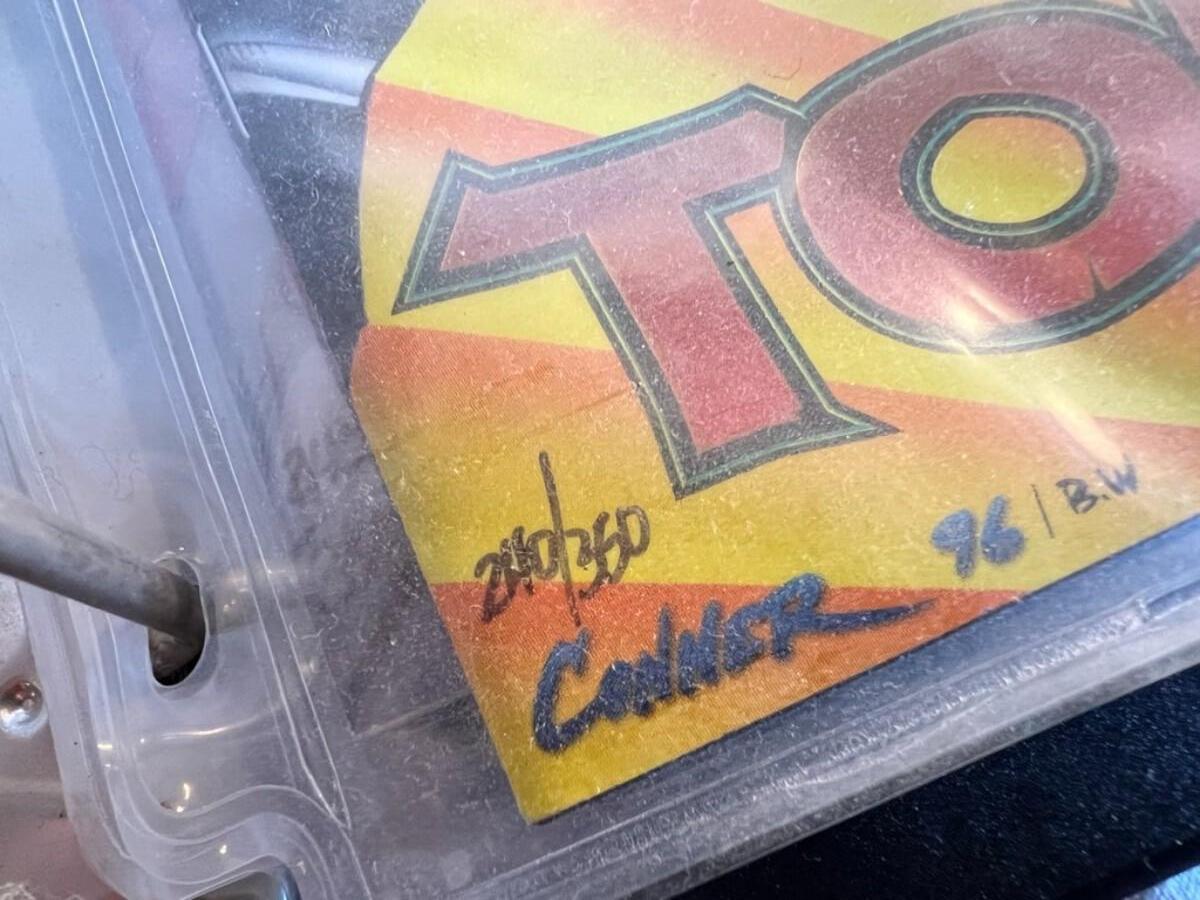 TO
240/350
CONNER
96 / B.W